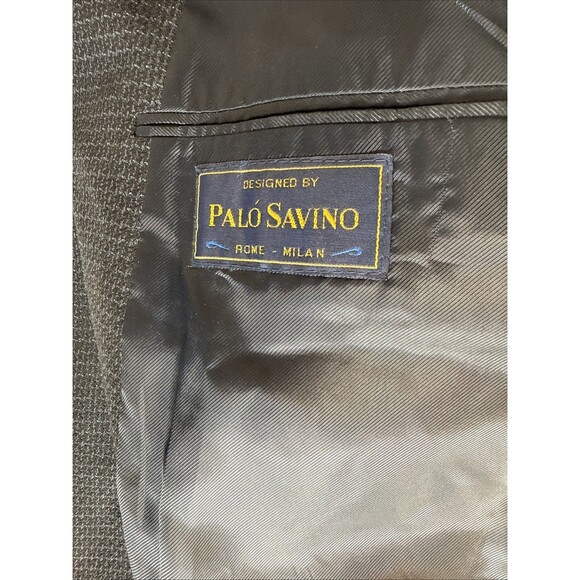 DESIGNED BY
PALÓ SAVINO
ROME - MILAN